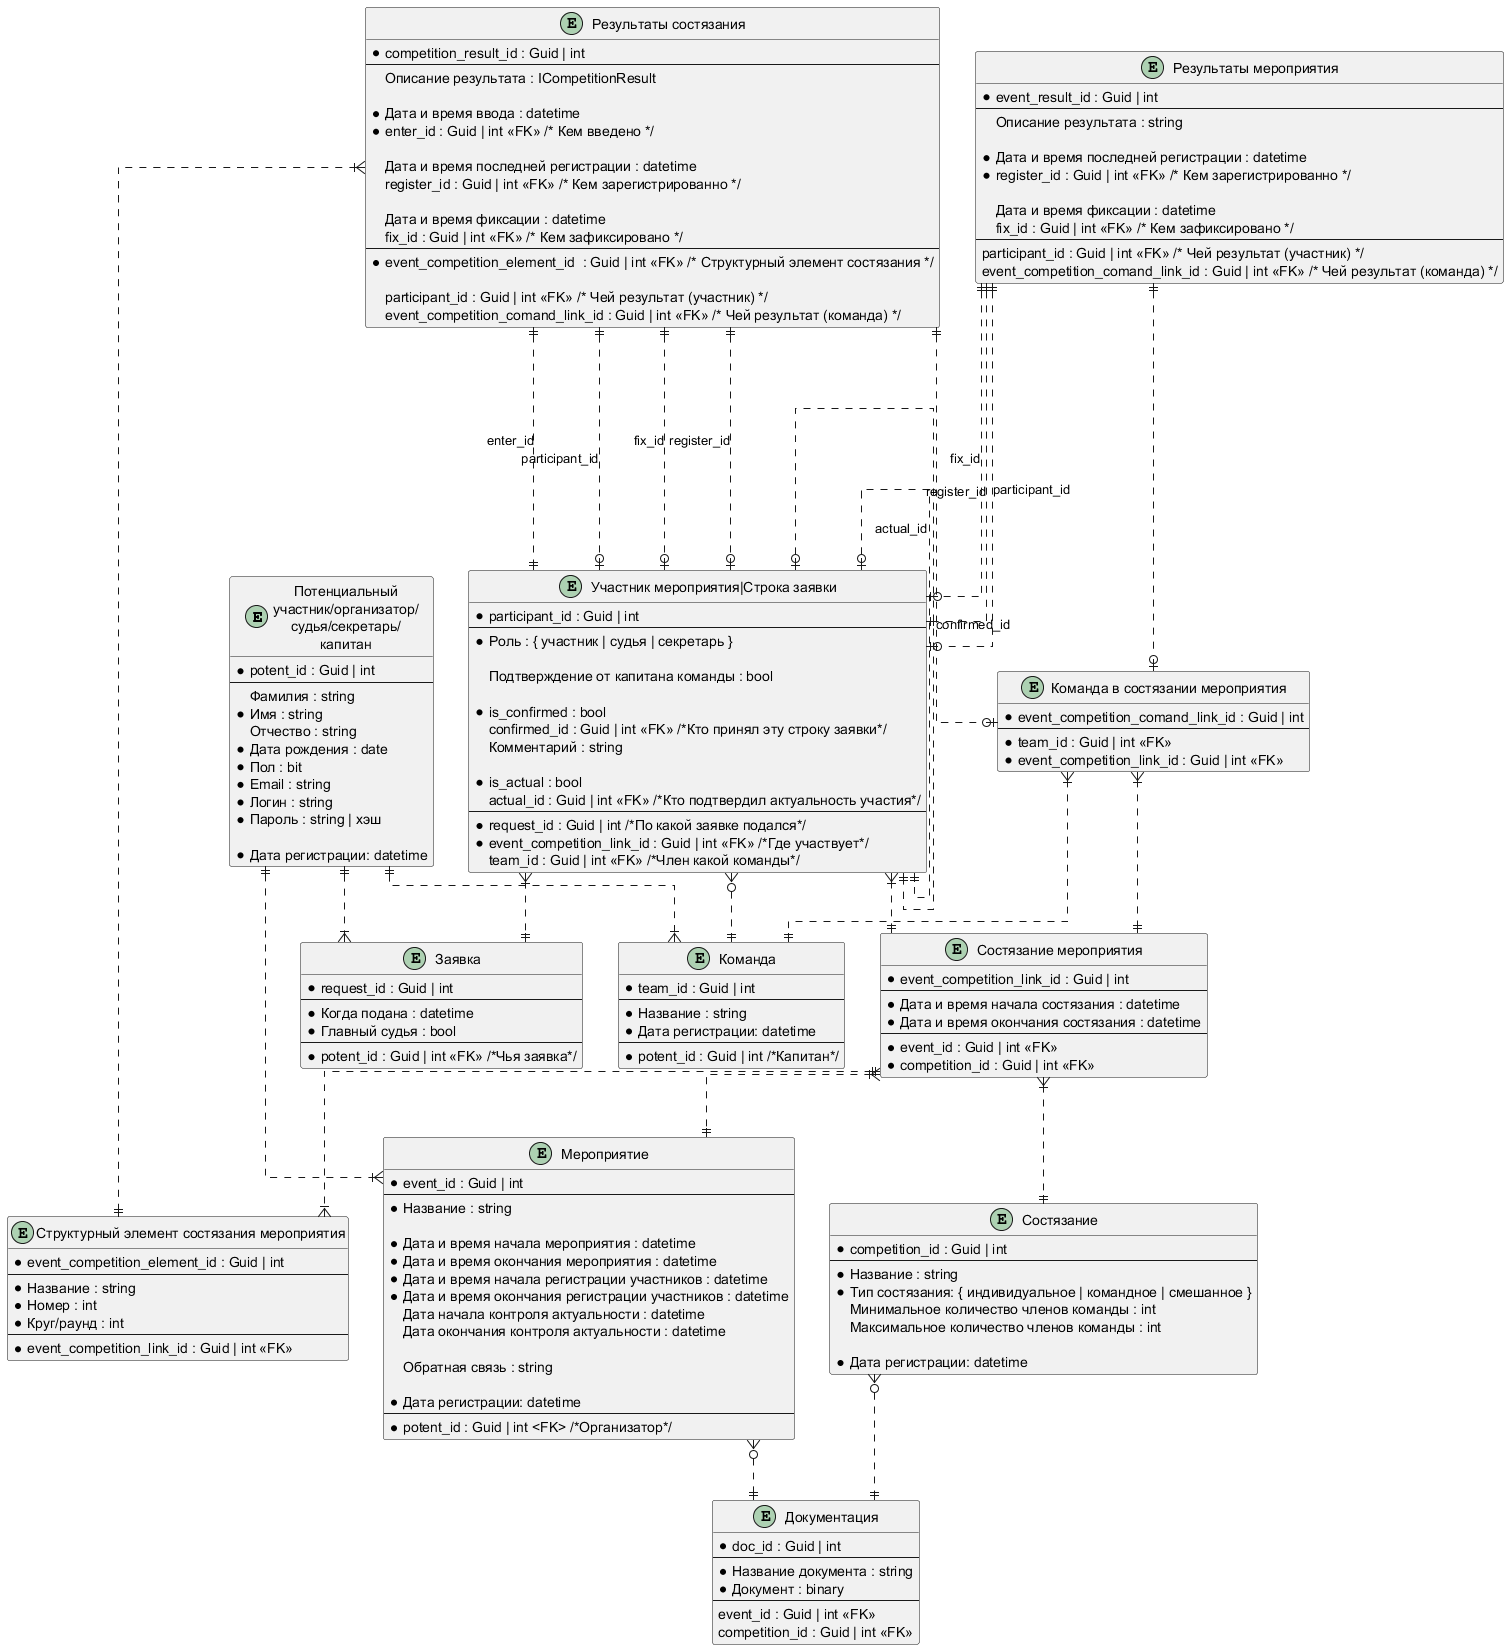 E Результаты состязания
competition_result_id : Guid | int
Описание результата : ICompetitionResult
Дата и время ввода : datetime
enter_id : Guid | int «FK» /* Кем введено */
Дата и время последней регистрации : datetime
register_id : Guid | int «FK» /* Кем зарегистрированно */
Дата и время фиксации : datetime
fix_id : Guid | int «FK» /* Кем зафиксировано */
event_competition_element_id  : Guid | int «FK» /* Структурный элемент состязания */
participant_id : Guid | int «FK» /* Чей результат (участник) */
event_competition_comand_link_id : Guid | int «FK» /* Чей результат (команда) */
E Результаты мероприятия
event_result_id : Guid | int
Описание результата : string
Дата и время последней регистрации : datetime
register_id : Guid | int «FK» /* Кем зарегистрированно */
Дата и время фиксации : datetime
fix_id : Guid | int «FK» /* Кем зафиксировано */
participant_id : Guid | int «FK» /* Чей результат (участник) */
event_competition_comand_link_id : Guid | int «FK» /* Чей результат (команда) */
enter_id
participant_id
fix_id
register_id
fix_id
register_id
participant_id
actual_id
confirmed_id
E Потенциальный
участник/организатор/
судья/секретарь/
капитан
potent_id : Guid | int
Фамилия : string
Имя : string
Отчество : string
Дата рождения : date
Пол : bit
Email : string
Логин : string
Пароль : string | хэш
Дата регистрации: datetime
E Участник мероприятия|Строка заявки
participant_id : Guid | int
Роль : { участник | судья | секретарь }
Подтверждение от капитана команды : bool
is_confirmed : bool
confirmed_id : Guid | int «FK» /*Кто принял эту строку заявки*/
Комментарий : string
is_actual : bool
actual_id : Guid | int «FK» /*Кто подтвердил актуальность участия*/
request_id : Guid | int /*По какой заявке подался*/
event_competition_link_id : Guid | int «FK» /*Где участвует*/
team_id : Guid | int «FK» /*Член какой команды*/
E Команда в состязании мероприятия
event_competition_comand_link_id : Guid | int
team_id : Guid | int «FK»
event_competition_link_id : Guid | int «FK»
E Заявка
request_id : Guid | int
Когда подана : datetime
Главный судья : bool
potent_id : Guid | int «FK» /*Чья заявка*/
E Команда
team_id : Guid | int
Название : string
Дата регистрации: datetime
potent_id : Guid | int /*Капитан*/
E Состязание мероприятия
event_competition_link_id : Guid | int
Дата и время начала состязания : datetime
Дата и время окончания состязания : datetime
event_id : Guid | int «FK»
competition_id : Guid | int «FK»
E Структурный элемент состязания мероприятия
event_competition_element_id : Guid | int
Название : string
Номер : int
Круг/раунд : int
event_competition_link_id : Guid | int «FK»
E Мероприятие
event_id : Guid | int
Название : string
Дата и время начала мероприятия : datetime
Дата и время окончания мероприятия : datetime
Дата и время начала регистрации участников : datetime
Дата и время окончания регистрации участников : datetime
Дата начала контроля актуальности : datetime
Дата окончания контроля актуальности : datetime
Обратная связь : string
Дата регистрации: datetime
potent_id : Guid | int <FK> /*Организатор*/
E Состязание
competition_id : Guid | int
Название : string
Тип состязания: { индивидуальное | командное | смешанное }
Минимальное количество членов команды : int
Максимальное количество членов команды : int
Дата регистрации: datetime
E Документация
doc_id : Guid | int
Название документа : string
Документ : binary
event_id : Guid | int «FK»
competition_id : Guid | int «FK»